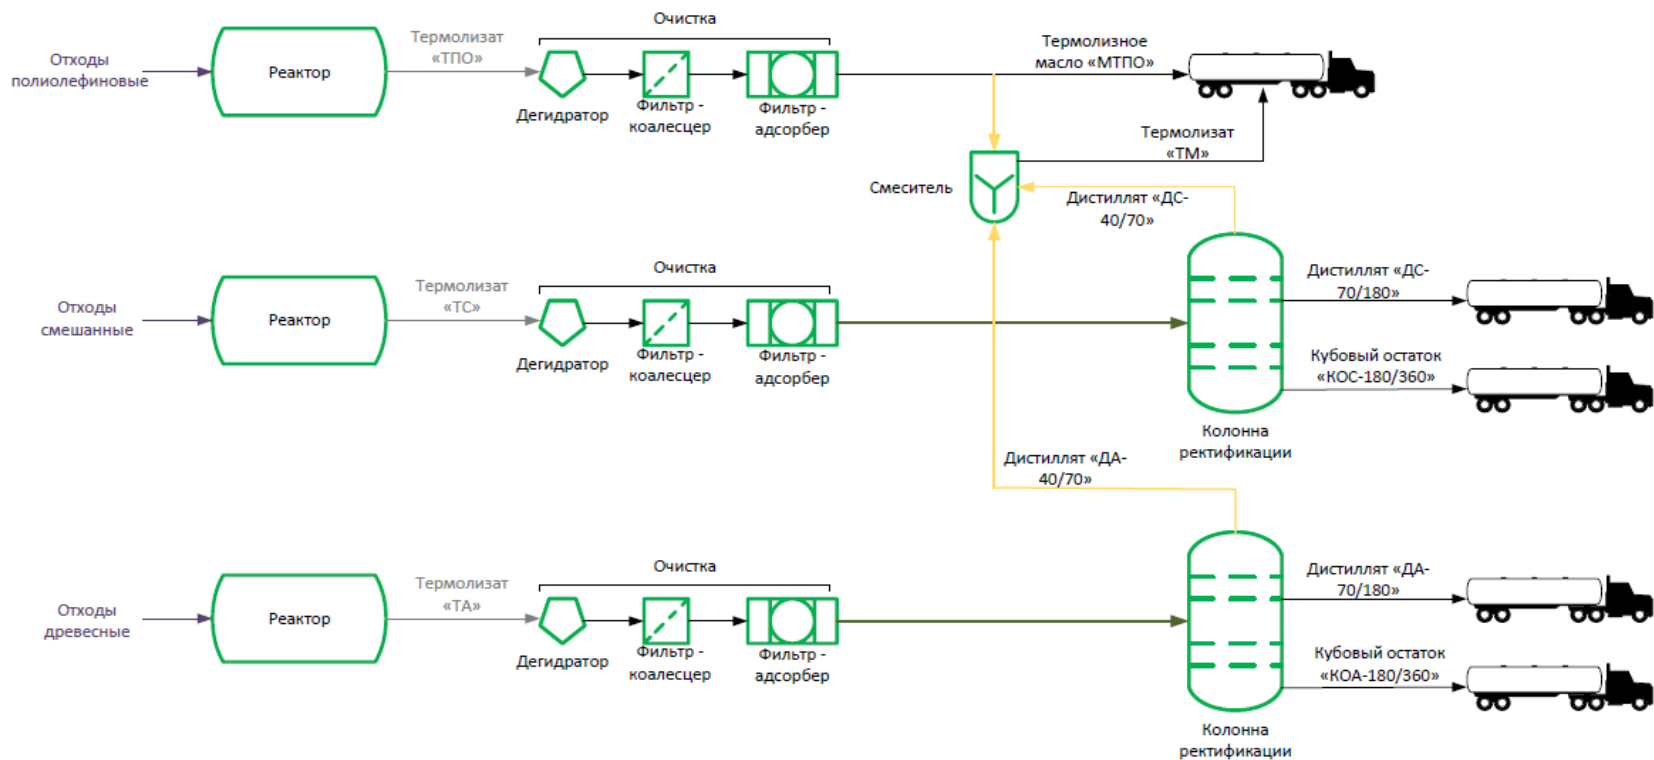 Очистка
Отходы
полиолефиновые
Реактор
Термолизат
«ТПО»
Дегидратор
Фильтр -
коалесцер
Фильтр -
адсорбер
Термолизное
масло «МТПО»
Термолизат
«ТМ»
Смеситель
Дистиллят «ДС-
40/70»
Очистка
Отходы
смешанные
Реактор
Термолизат
«ТС»
Дегидратор
Фильтр -
коалесцер
Фильтр -
адсорбер
Дистиллят «ДС-
70/180»
Кубовый остаток
«КОС-180/360»
Колонна
ректификации
Дистиллят «ДА-
40/70»
Очистка
Отходы
древесные
Реактор
Термолизат
«ТА»
Дегидратор
Фильтр -
коалесцер
Фильтр -
адсорбер
Дистиллят «ДА-
70/180»
Кубовый остаток
«КОА-180/360»
Колонна
ректификации